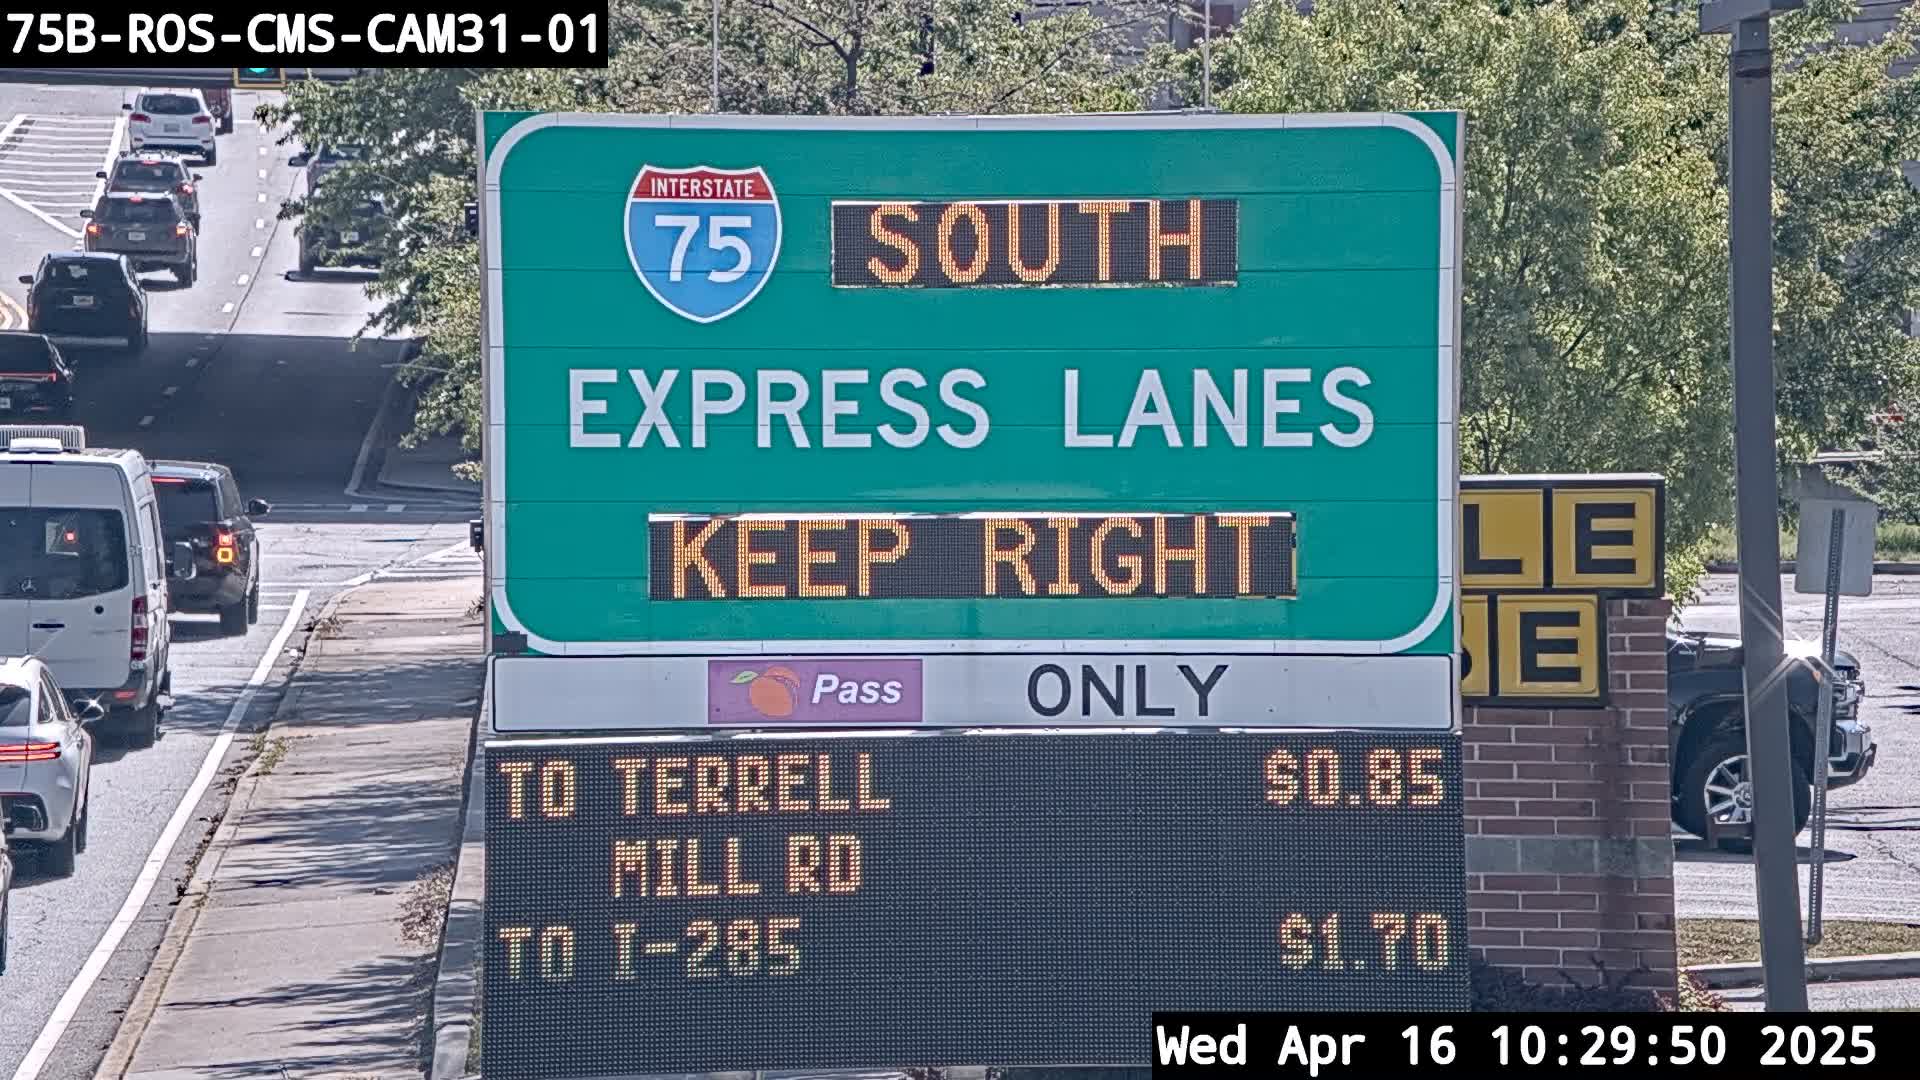 75B-ROS-CMS-CAM31-01
INTERSTATE
75
SOUTH
EXPRESS LANES
KEEP RIGHT
Pass ONLY
TO TERRELL $0.85
MILL RD
TO I-285 $1.70
LE
E
Wed Apr 16 10:29:50 2025